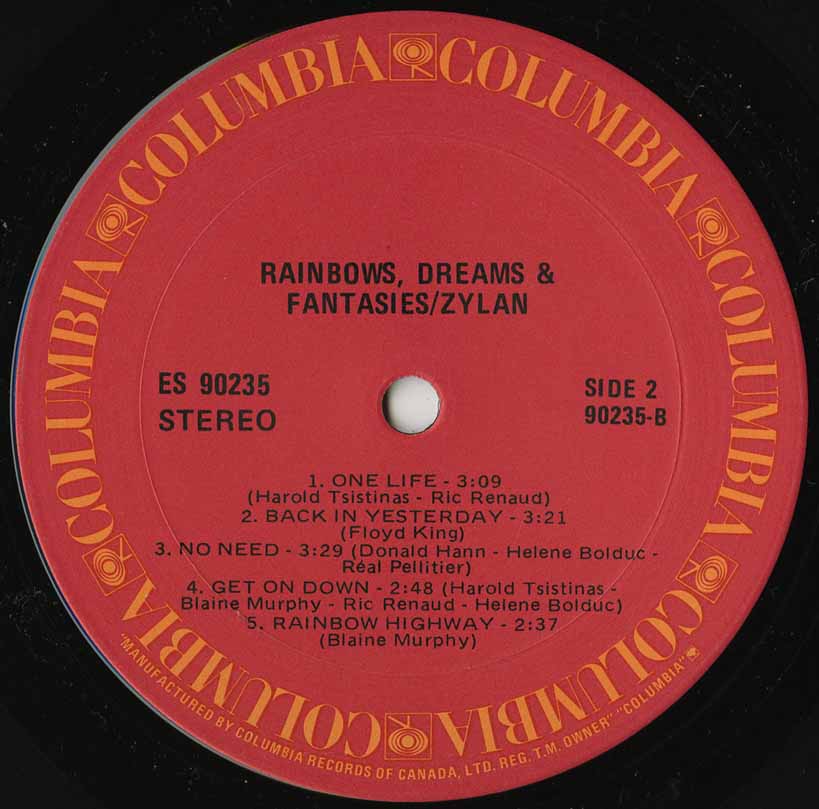 COLUMBIA COLUMBIA COLUMBIA COLUMBIA COLUMBIA COLUMBIA COLUMBIA
RAINBOWS, DREAMS &
FANTASIES/ZYLAN
ES 90235
STEREO
SIDE 2
90235-B
1. ONE LIFE - 3:09
(Harold Tsistinas - Ric Renaud)
2. BACK IN YESTERDAY - 3:21
(Floyd King)
3. NO NEED - 3:29 (Donald Hann - Helene Bolduc -
Réal Pellitier)
4. GET ON DOWN - 2:48 (Harold Tsistinas -
Blaine Murphy - Ric Renaud - Helene Bolduc)
5. RAINBOW HIGHWAY - 2:37
(Blaine Murphy)
"MANUFACTURED BY COLUMBIA RECORDS OF CANADA, LTD. REG. T.M. OWNER" "COLUMBIA"